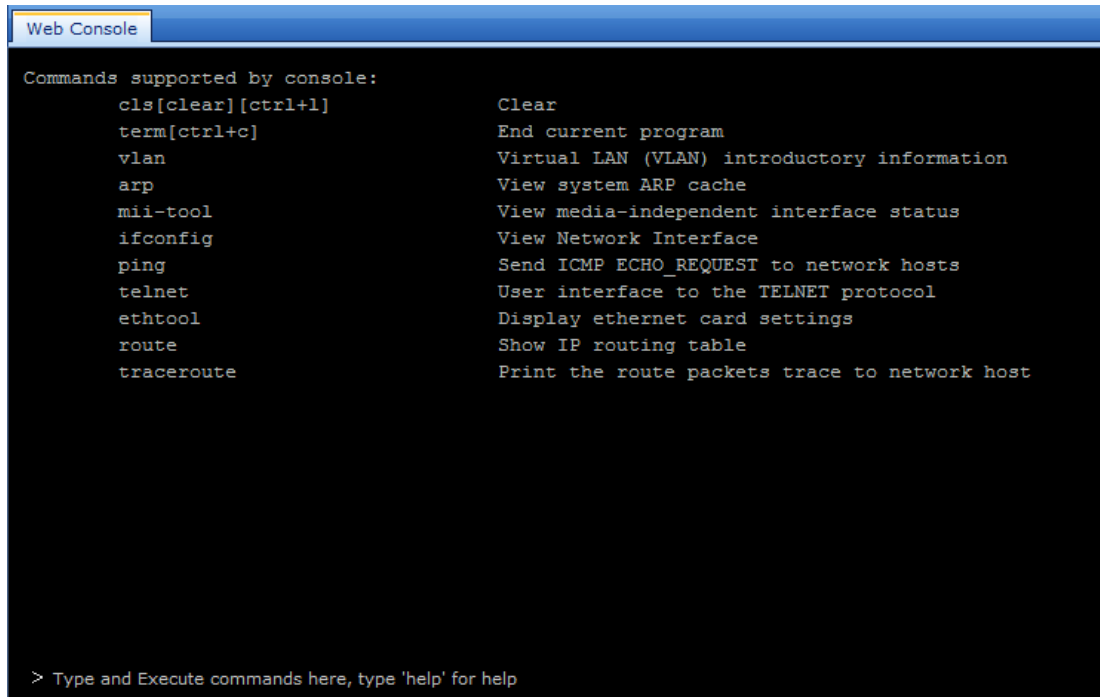 Web Console
Commands supported by console:
cls[clear][ctrl+l] Clear
term[ctrl+c] End current program
vlan Virtual LAN (VLAN) introductory information
arp View system ARP cache
mii-tool View media-independent interface status
ifconfig View Network Interface
ping Send ICMP ECHO_REQUEST to network hosts
telnet User interface to the TELNET protocol
ethtool Display ethernet card settings
route Show IP routing table
traceroute Print the route packets trace to network host
> Type and Execute commands here, type 'help' for help